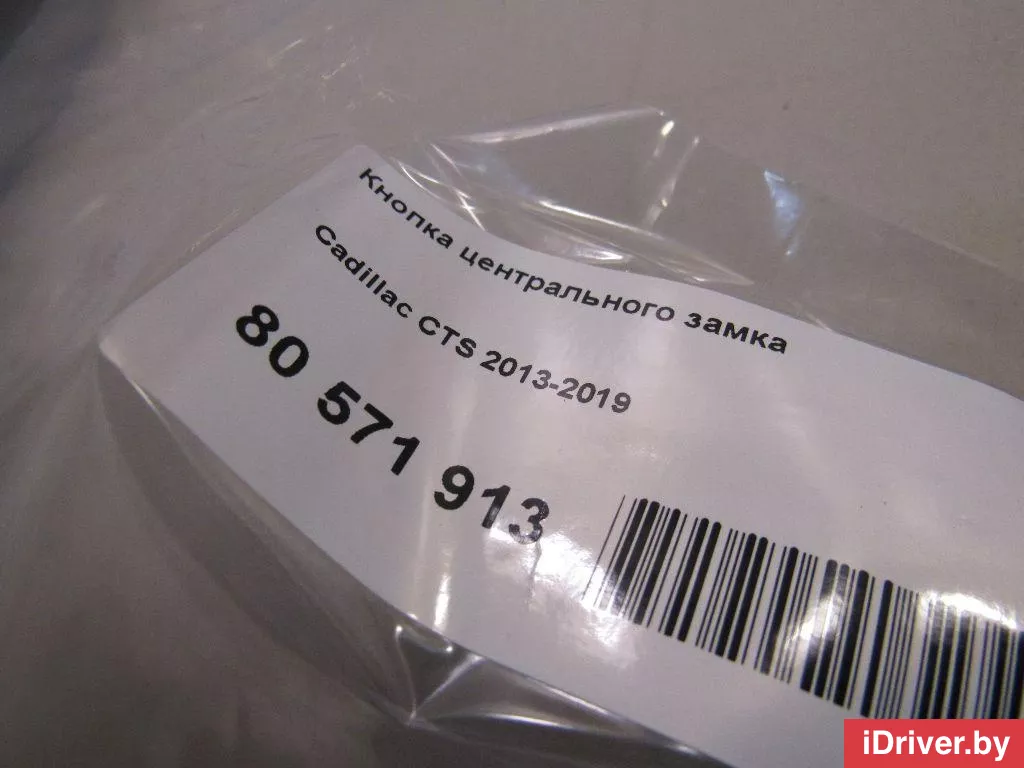 Кнопка центрального замка
Cadillac CTS 2013-2019
80 571 913
iDriver.by